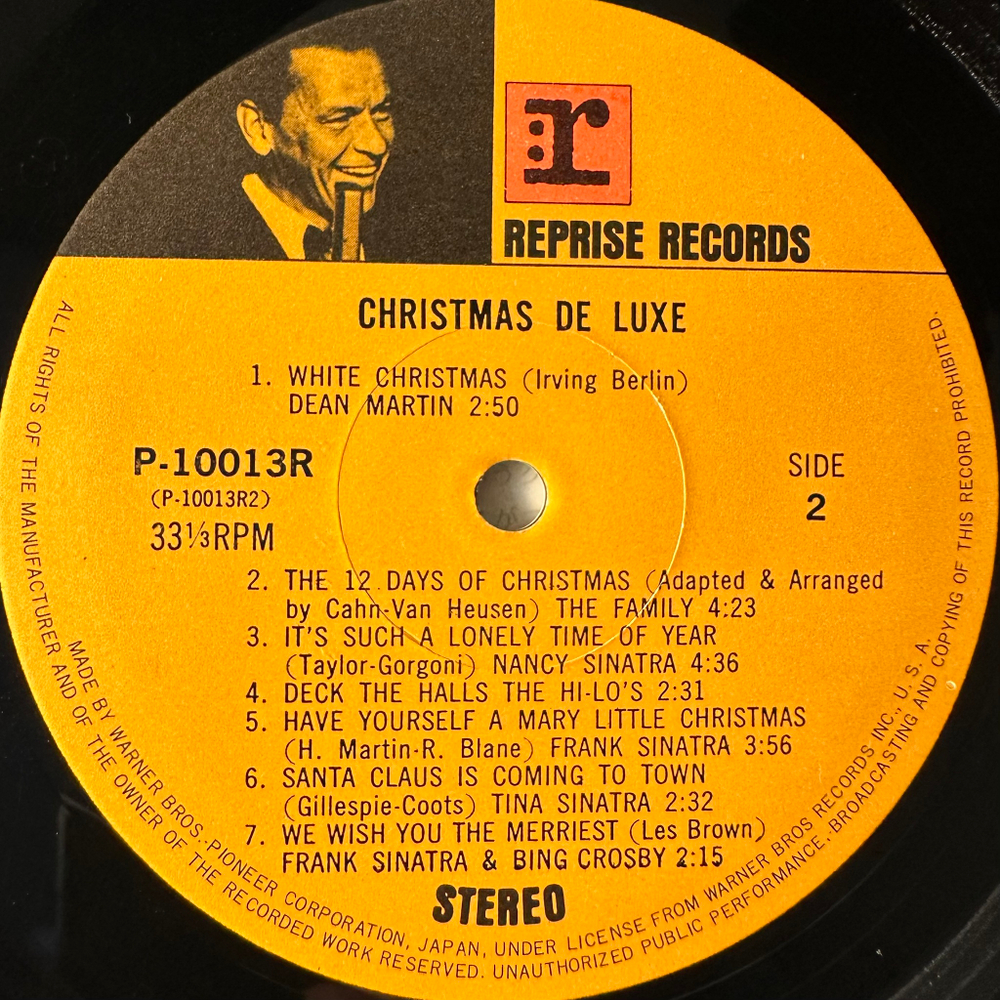 r
REPRISE RECORDS
CHRISTMAS DE LUXE
1. WHITE CHRISTMAS (Irving Berlin)
DEAN MARTIN 2:50
P-10013R
(P-10013R2)
33⅓RPM
SIDE
2
2. THE 12 DAYS OF CHRISTMAS (Adapted & Arranged
by Cahn-Van Heusen) THE FAMILY 4:23
3. IT'S SUCH A LONELY TIME OF YEAR
(Taylor-Gorgoni) NANCY SINATRA 4:36
4. DECK THE HALLS THE HI-LO'S 2:31
5. HAVE YOURSELF A MARY LITTLE CHRISTMAS
(H. Martin-R. Blane) FRANK SINATRA 3:56
6. SANTA CLAUS IS COMING TO TOWN
(Gillespie-Coots) TINA SINATRA 2:32
7. WE WISH YOU THE MERRIEST (Les Brown)
FRANK SINATRA & BING CROSBY 2:15
STEREO
MADE BY WARNER BROS.-PIONEER CORPORATION, JAPAN, UNDER LICENSE FROM WARNER BROS RECORDS INC., U. S. A.
ALL RIGHTS OF THE MANUFACTURER AND OF THE OWNER OF THE RECORDED WORK RESERVED. UNAUTHORIZED PUBLIC PERFORMANCE, BROADCASTING AND COPYING OF THIS RECORD PROHIBITED.